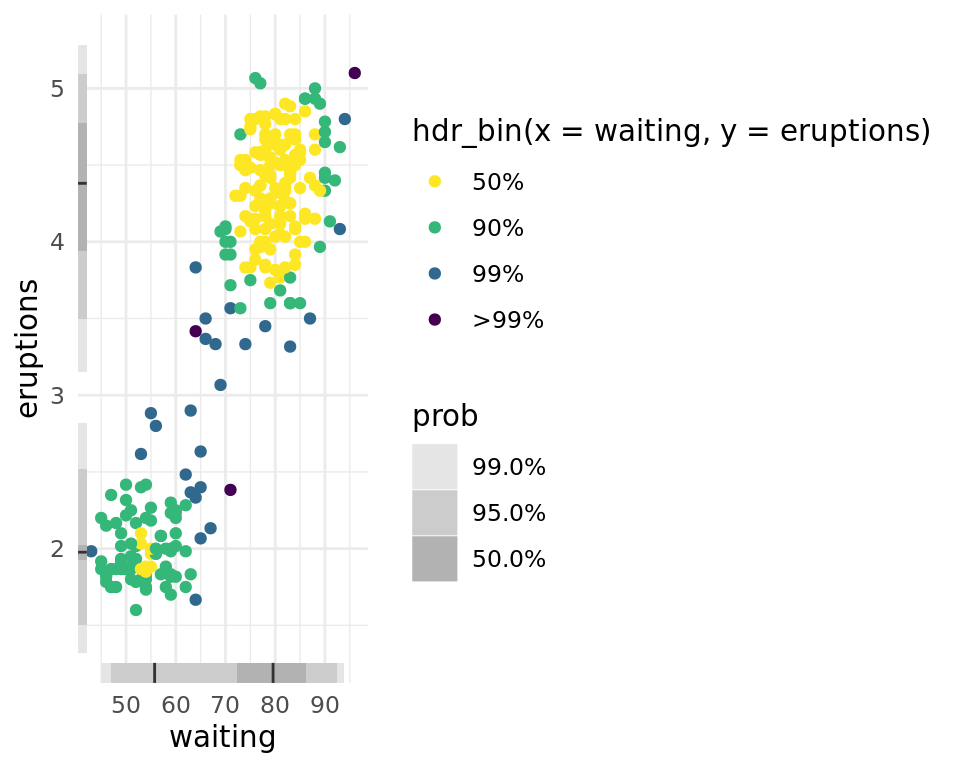 5
4
3
2
eruptions
50 60 70 80 90
waiting
hdr_bin(x = waiting, y = eruptions)
50%
90%
99%
>99%
prob
99.0%
95.0%
50.0%